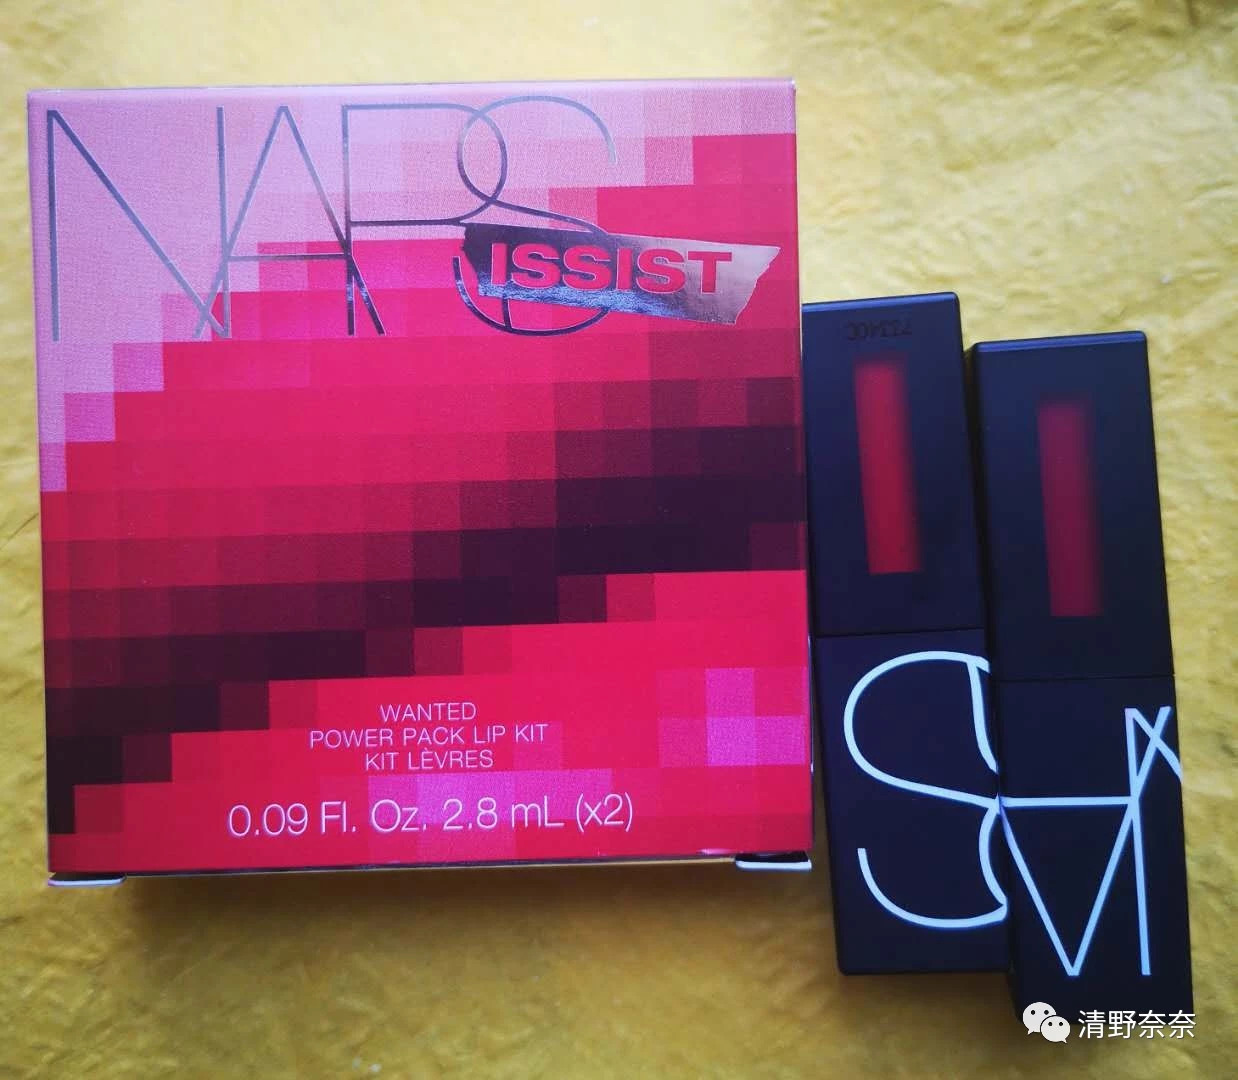 NARS
ISSIST
WANTED
POWER PACK LIP KIT
KIT LÈVRES
0.09 Fl. Oz. 2.8 mL (x2)
清野奈奈